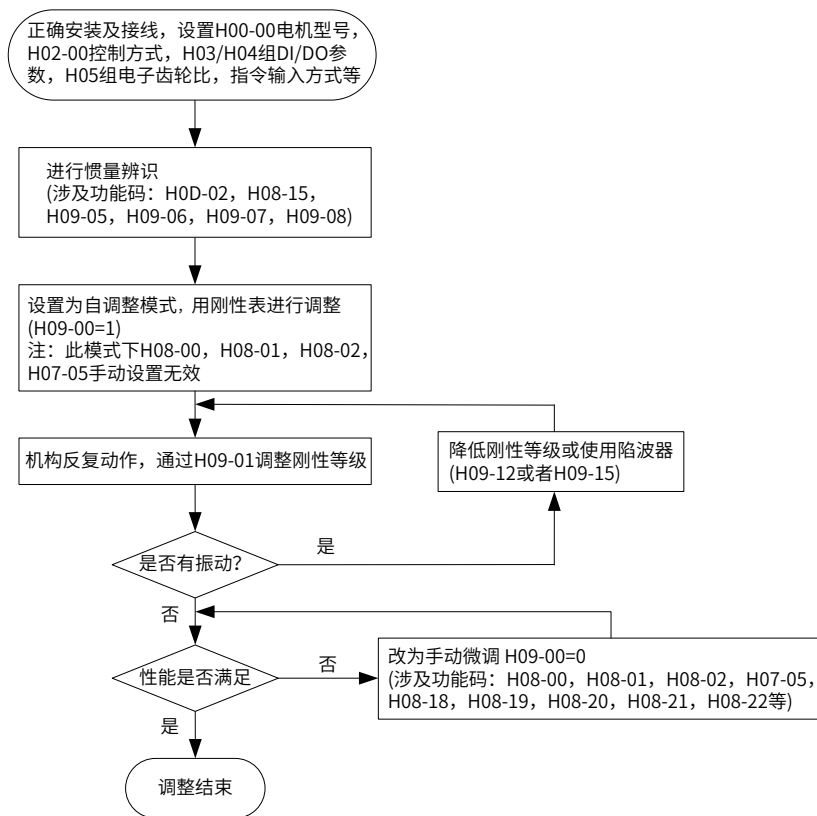 正确安装及接线，设置H00-00电机型号，
H02-00控制方式，H03/H04组DI/DO参
数，H05组电子齿轮比，指令输入方式等
进行惯量辨识
(涉及功能码：H0D-02，H08-15，
H09-05，H09-06，H09-07，H09-08)
设置为自调整模式，用刚性表进行调整
(H09-00=1)
注：此模式下H08-00，H08-01，H08-02，
H07-05手动设置无效
机构反复动作，通过H09-01调整刚性等级
降低刚性等级或使用陷波器
(H09-12或者H09-15)
是否有振动？
是
否
性能是否满足
否
改为手动微调 H09-00=0
(涉及功能码：H08-00，H08-01，H08-02，H07-05，
H08-18，H08-19，H08-20，H08-21，H08-22等)
是
调整结束